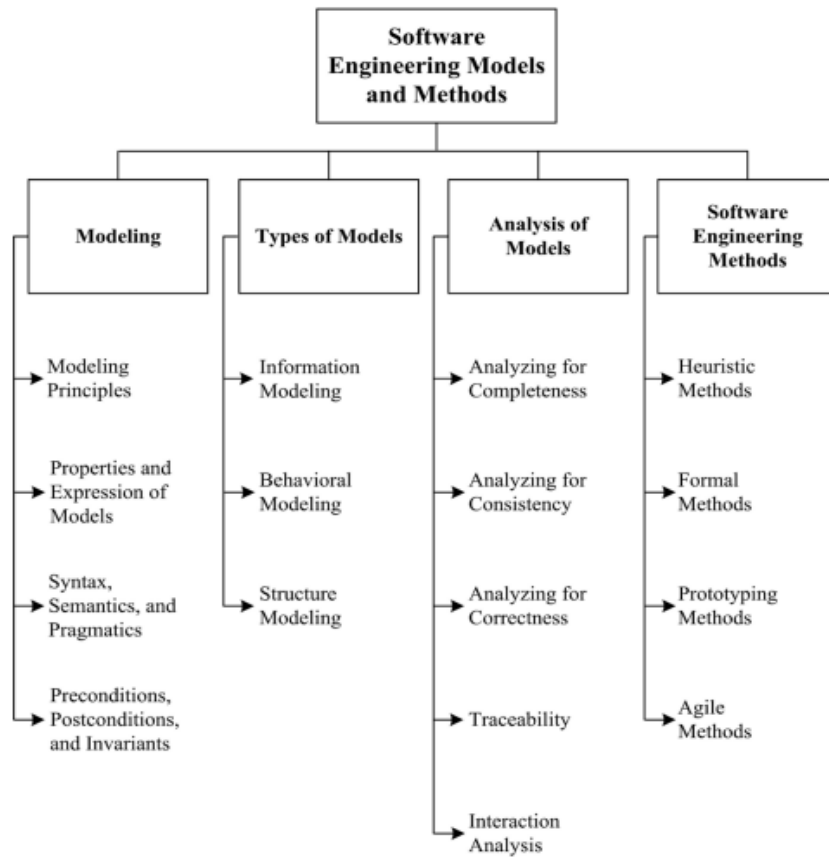 Software
Engineering Models
and Methods
Modeling
Modeling
Principles
Properties and
Expression of
Models
Syntax,
Semantics, and
Pragmatics
Preconditions,
Postconditions,
and Invariants
Types of Models
Information
Modeling
Behavioral
Modeling
Structure
Modeling
Analysis of
Models
Analyzing for
Completeness
Analyzing for
Consistency
Analyzing for
Correctness
Traceability
Interaction
Analysis
Software
Engineering
Methods
Heuristic
Methods
Formal
Methods
Prototyping
Methods
Agile
Methods